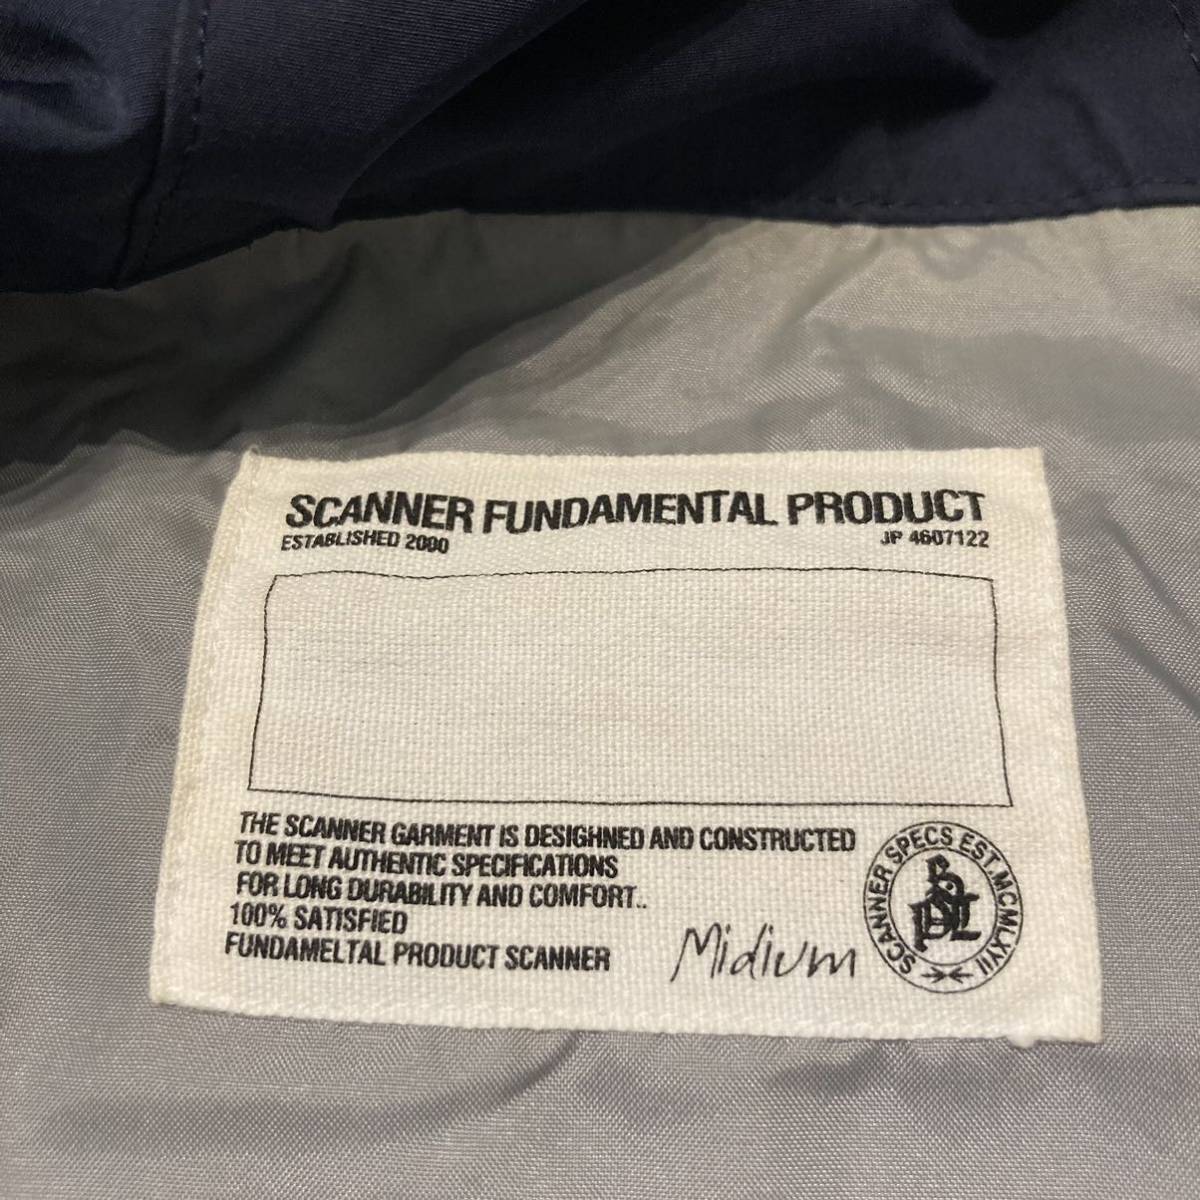 SCANNER FUNDAMENTAL PRODUCT
ESTABLISHED 2000
JP 4607122
THE SCANNER GARMENT IS DESIGHNED AND CONSTRUCTED
TO MEET AUTHENTIC SPECIFICATIONS
FOR LONG DURABILITY AND COMFORT..
100% SATISFIED
FUNDAMELTAL PRODUCT SCANNER
Midium
SCANNER SPECS EST.MCMLXVII